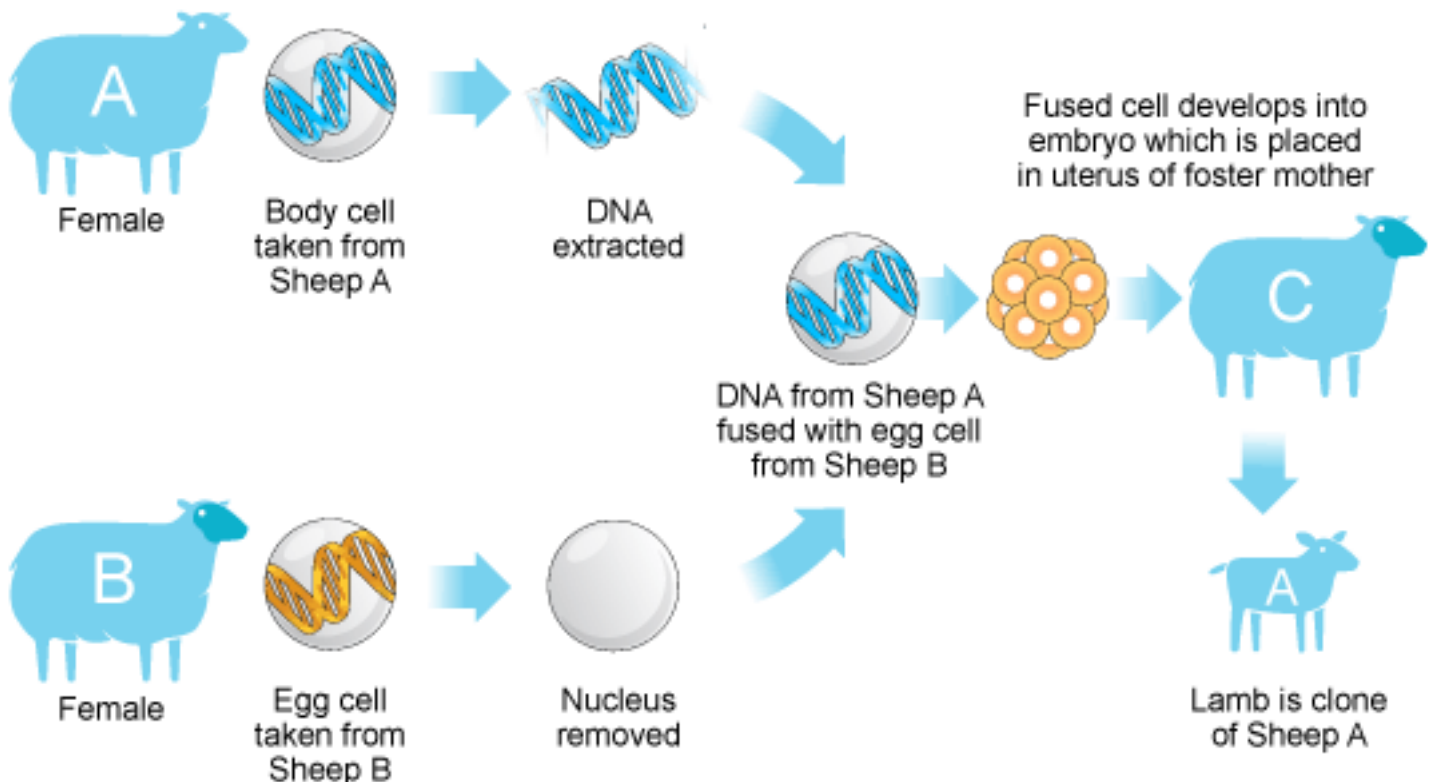 A
Female
Body cell
taken from
Sheep A
DNA
extracted
Fused cell develops into
embryo which is placed
in uterus of foster mother
DNA from Sheep A
fused with egg cell
from Sheep B
C
B
Female
Egg cell
taken from
Sheep B
Nucleus
removed
A
Lamb is clone
of Sheep A